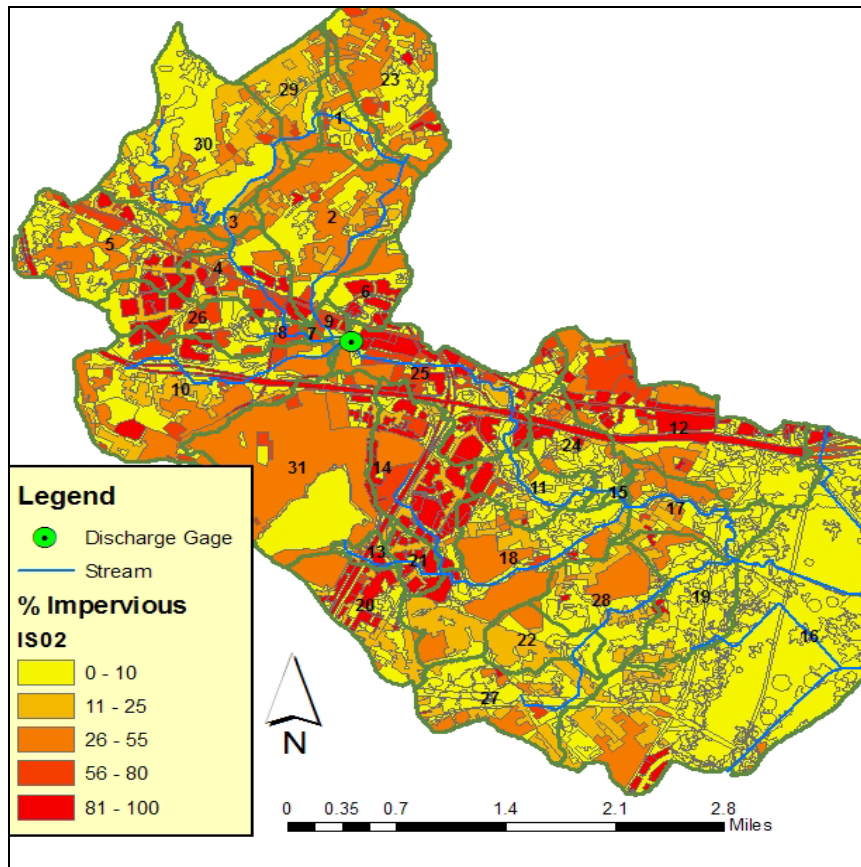 23
29
1
30
2
3
5
4
6
9
26
8
7
25
10
12
24
31
14
11
15
17
18
13
21
28
19
20
16
22
27
Legend
Discharge Gage
Stream
% Impervious
IS02
0 - 10
11 - 25
26 - 55
56 - 80
81 - 100
N
0 0.35 0.7 1.4 2.1 2.8
Miles